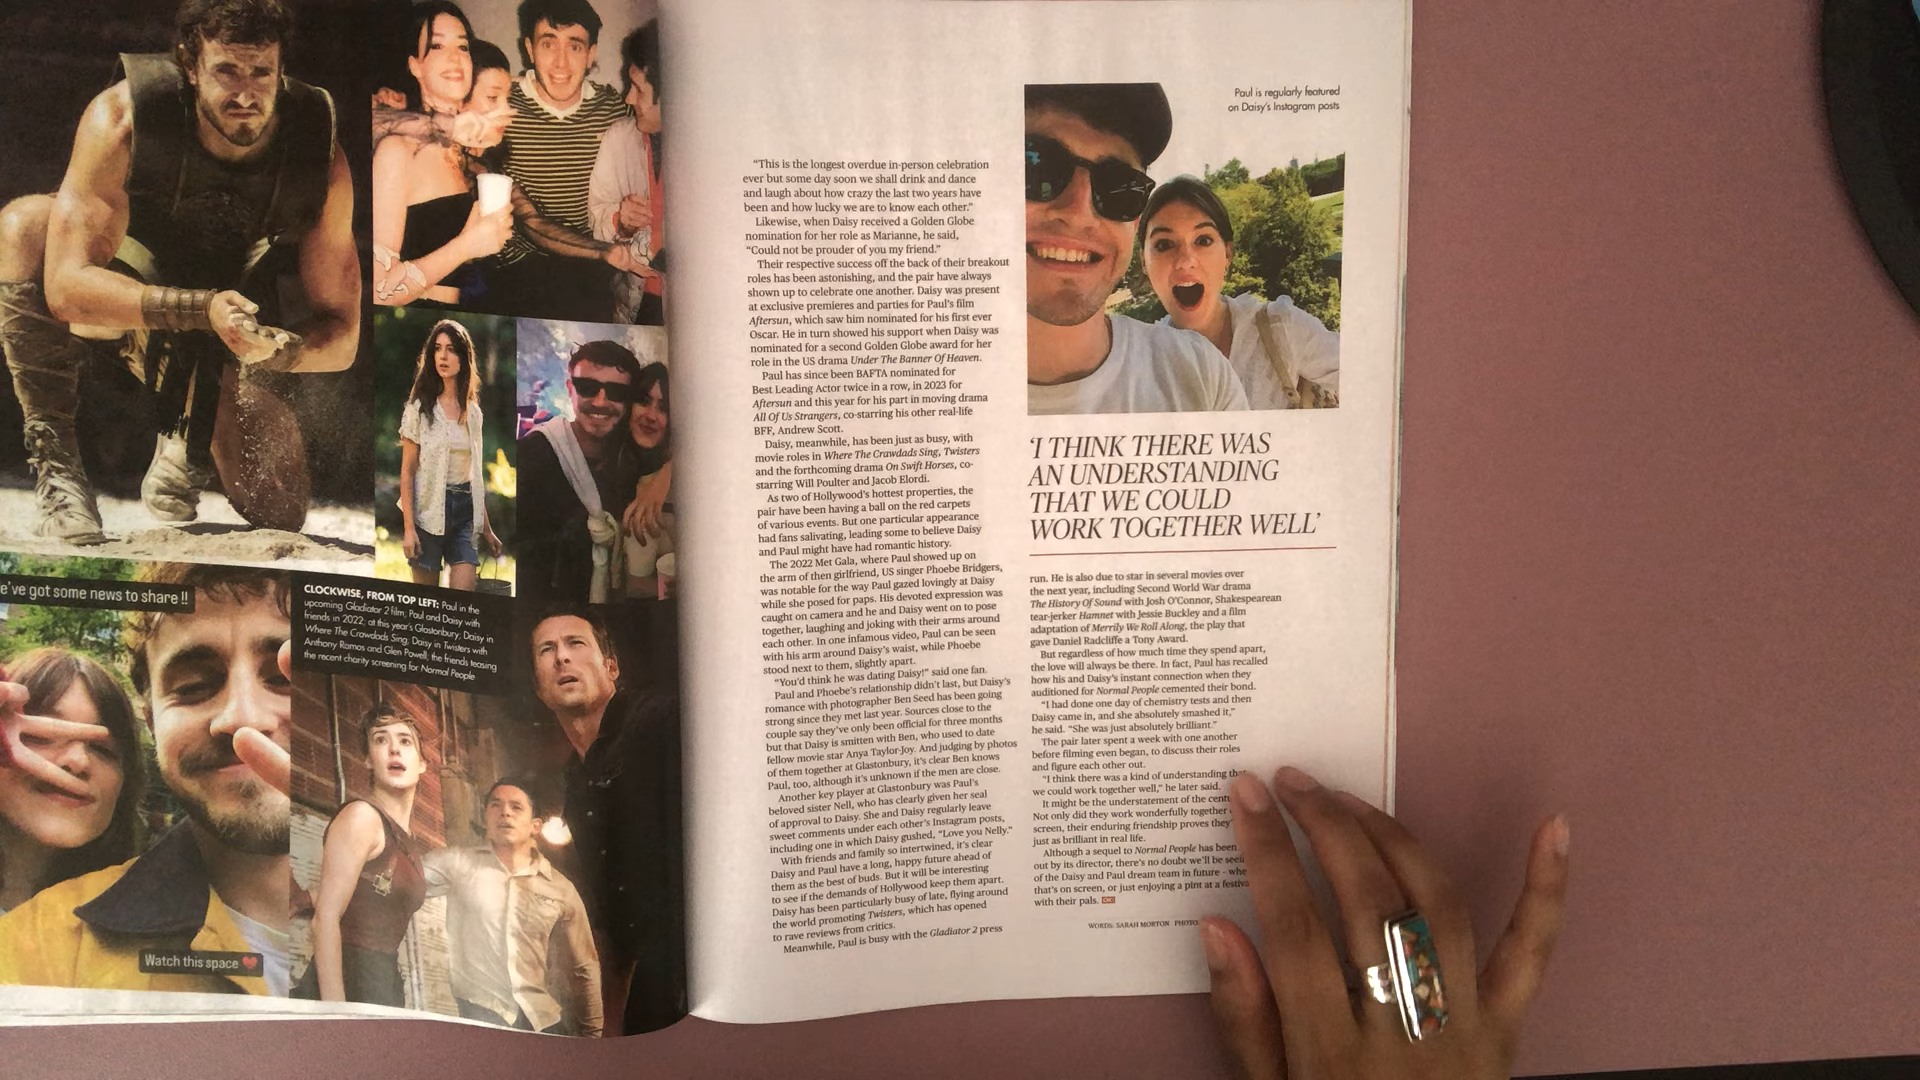 e've got some news to share !!
CLOCKWISE, FROM TOP LEFT: Paul in the
upcoming Gladiator 2 film; Paul and Daisy with
friends in 2022; at this year's Glastonbury; Daisy in
Where The Crawdads Sing; Daisy in Twisters with
Anthony Ramos and Glen Powell; the friends teasing
the recent charity screening for Normal People
Watch this space ❤️
"This is the longest overdue in-person celebration
ever but some day soon we shall drink and dance
and laugh about how crazy the last two years have
been and how lucky we are to know each other."
Likewise, when Daisy received a Golden Globe
nomination for her role as Marianne, he said,
"Could not be prouder of you my friend."
Their respective success off the back of their breakout
roles has been astonishing, and the pair have always
shown up to celebrate one another. Daisy was present
at exclusive premieres and parties for Paul's film
Aftersun, which saw him nominated for his first ever
Oscar. He in turn showed his support when Daisy was
nominated for a second Golden Globe award for her
role in the US drama Under The Banner Of Heaven.
Paul has since been BAFTA nominated for
Best Leading Actor twice in a row, in 2023 for
Aftersun and this year for his part in moving drama
All Of Us Strangers, co-starring his other real-life
BFF, Andrew Scott.
Daisy, meanwhile, has been just as busy, with
movie roles in Where The Crawdads Sing, Twisters
and the forthcoming drama On Swift Horses, co-
starring Will Poulter and Jacob Elordi.
As two of Hollywood's hottest properties, the
pair have been having a ball on the red carpets
of various events. But one particular appearance
had fans salivating, leading some to believe Daisy
and Paul might have had romantic history.
The 2022 Met Gala, where Paul showed up on
the arm of then girlfriend, US singer Phoebe Bridgers,
was notable for the way Paul gazed lovingly at Daisy
while she posed for paps. His devoted expression was
caught on camera and he and Daisy went on to pose
together, laughing and joking with their arms around
each other. In one infamous video, Paul can be seen
with his arm around Daisy's waist, while Phoebe
stood next to them, slightly apart.
"You'd think he was dating Daisy!" said one fan.
Paul and Phoebe's relationship didn't last, but Daisy's
romance with photographer Ben Seed has been going
strong since they met last year. Sources close to the
couple say they've only been official for three months
but that Daisy is smitten with Ben, who used to date
fellow movie star Anya Taylor-Joy. And judging by photos
of them together at Glastonbury, it's clear Ben knows
Paul, too, although it's unknown if the men are close.
Another key player at Glastonbury was Paul's
beloved sister Nell, who has clearly given her seal
of approval to Daisy. She and Daisy regularly leave
sweet comments under each other's Instagram posts,
including one in which Daisy gushed, "Love you Nelly."
With friends and family so intertwined, it's clear
Daisy and Paul have a long, happy future ahead of
them as the best of buds. But it will be interesting
to see if the demands of Hollywood keep them apart.
Daisy has been particularly busy of late, flying around
the world promoting Twisters, which has opened
to rave reviews from critics.
Meanwhile, Paul is busy with the Gladiator 2 press
Paul is regularly featured
on Daisy's Instagram posts
'I THINK THERE WAS
AN UNDERSTANDING
THAT WE COULD
WORK TOGETHER WELL'
run. He is also due to star in several movies over
the next year, including Second World War drama
The History Of Sound with Josh O'Connor, Shakespearean
tear-jerker Hamnet with Jessie Buckley and a film
adaptation of Merrily We Roll Along, the play that
gave Daniel Radcliffe a Tony Award.
But regardless of how much time they spend apart,
the love will always be there. In fact, Paul has recalled
how his and Daisy's instant connection when they
auditioned for Normal People cemented their bond.
"I had done one day of chemistry tests and then
Daisy came in, and she absolutely smashed it,"
he said. "She was just absolutely brilliant."
The pair later spent a week with one another
before filming even began, to discuss their roles
and figure each other out.
"I think there was a kind of understanding that
we could work together well," he later said.
It might be the understatement of the cent
Not only did they work wonderfully together
screen, their enduring friendship proves they
just as brilliant in real life.
Although a sequel to Normal People has been
out by its director, there's no doubt we'll be see
of the Daisy and Paul dream team in future - whe
that's on screen, or just enjoying a pint at a festiva
with their pals. OK!
WORDS: SARAH MORTON PHOTO